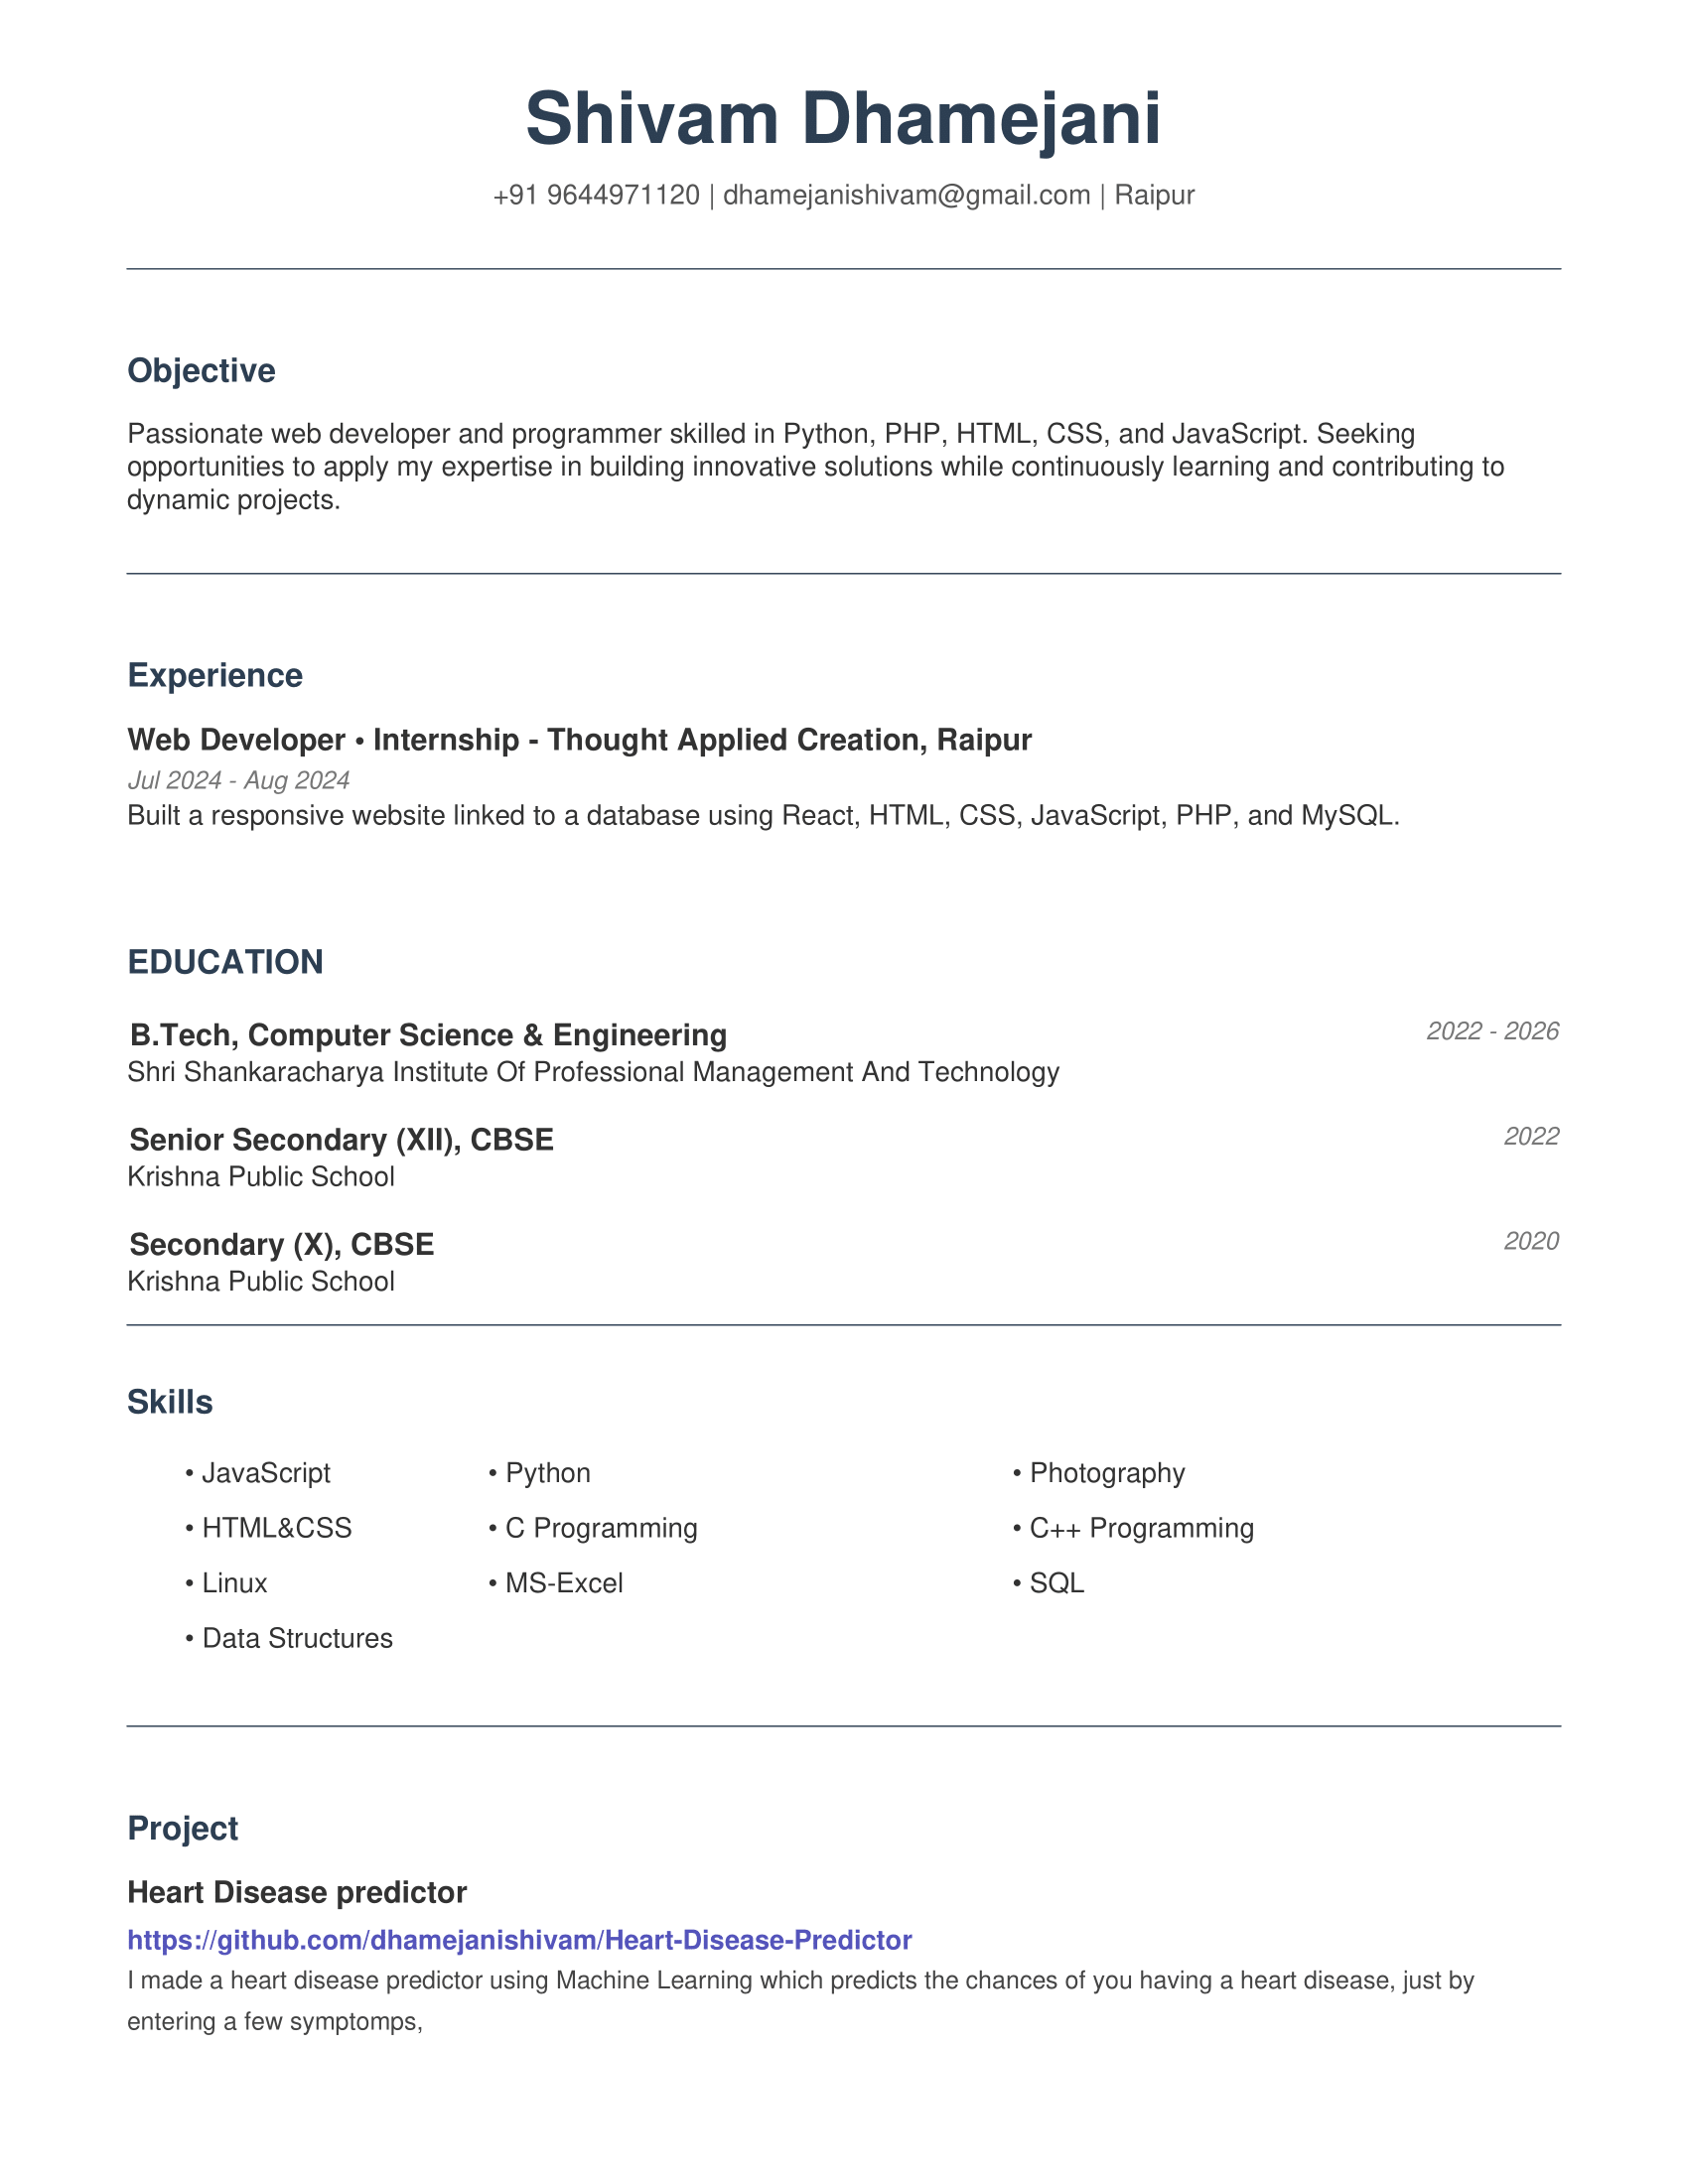 Shivam Dhamejani
+91 9644971120 | dhamejanishivam@gmail.com | Raipur
Objective
Passionate web developer and programmer skilled in Python, PHP, HTML, CSS, and JavaScript. Seeking
opportunities to apply my expertise in building innovative solutions while continuously learning and contributing to
dynamic projects.
Experience
Web Developer • Internship - Thought Applied Creation, Raipur
Jul 2024 - Aug 2024
Built a responsive website linked to a database using React, HTML, CSS, JavaScript, PHP, and MySQL.
EDUCATION
B.Tech, Computer Science & Engineering 2022 - 2026
Shri Shankaracharya Institute Of Professional Management And Technology
Senior Secondary (XII), CBSE 2022
Krishna Public School
Secondary (X), CBSE 2020
Krishna Public School
Skills
• JavaScript • Python • Photography
• HTML&CSS • C Programming • C++ Programming
• Linux • MS-Excel • SQL
• Data Structures
Project
Heart Disease predictor
https://github.com/dhamejanishivam/Heart-Disease-Predictor
I made a heart disease predictor using Machine Learning which predicts the chances of you having a heart disease, just by
entering a few symptomps,